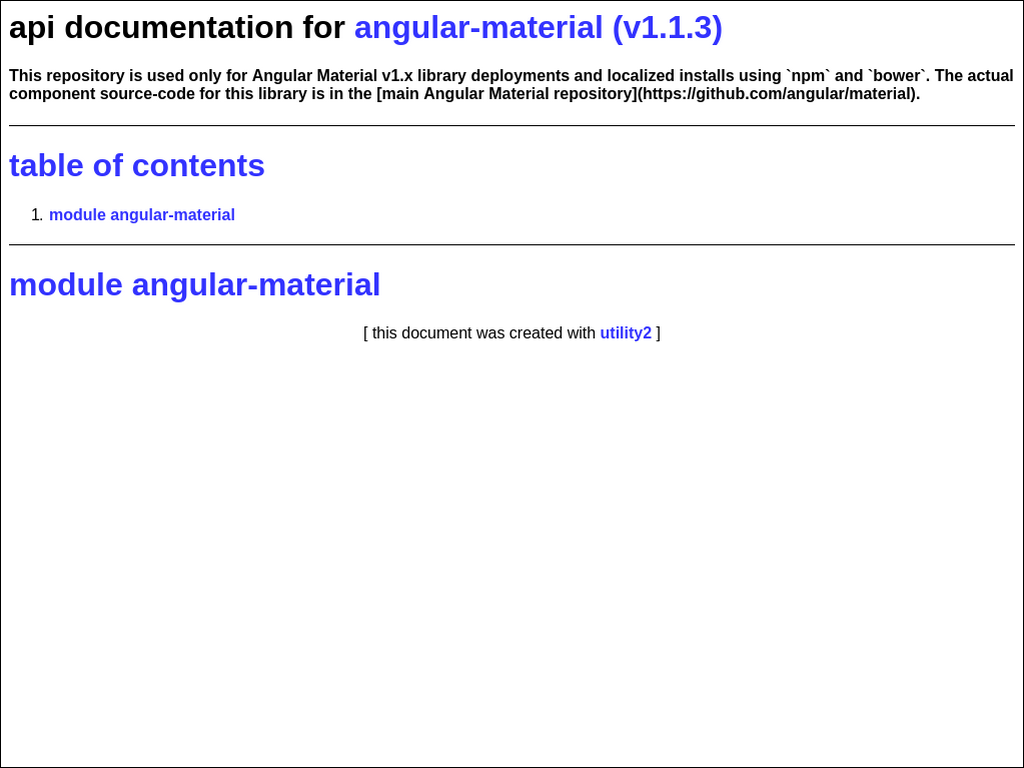 api documentation for angular-material (v1.1.3)
This repository is used only for Angular Material v1.x library deployments and localized installs using `npm` and `bower`. The actual
component source-code for this library is in the [main Angular Material repository](https://github.com/angular/material).
table of contents
1. module angular-material
module angular-material
[ this document was created with utility2 ]